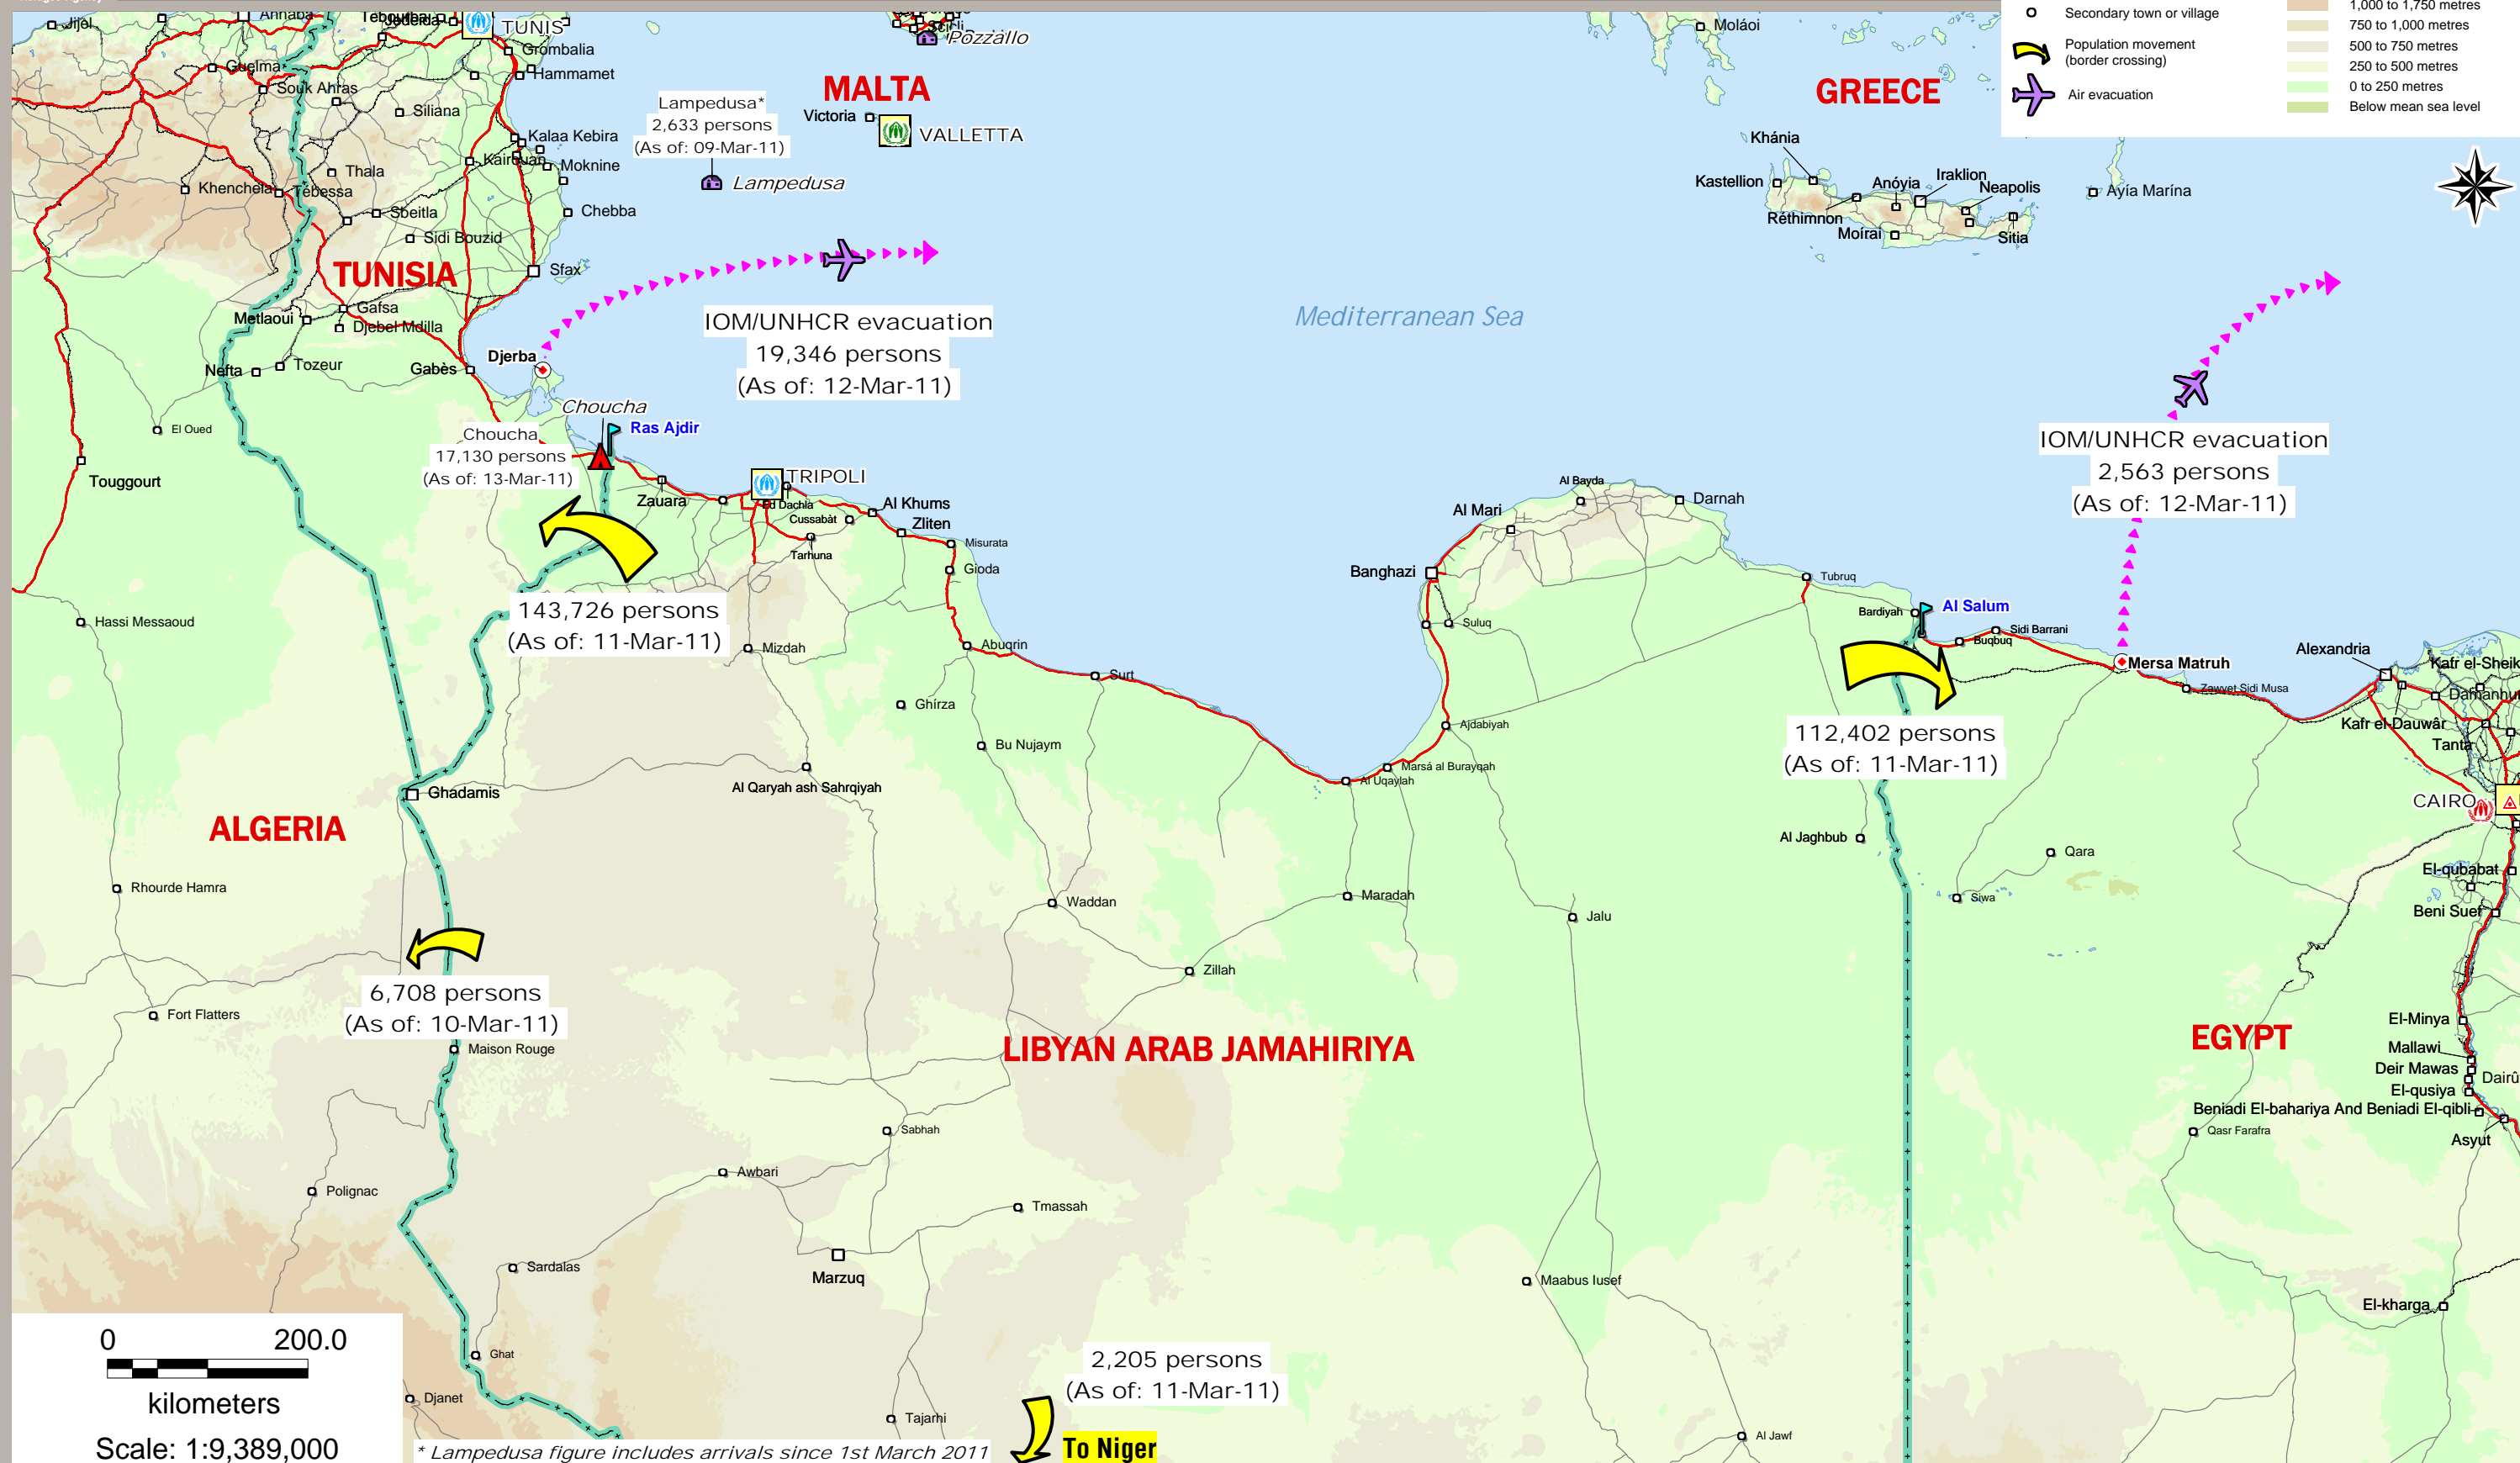 Jijel
Annaba
TUNIS
Grombalia
Hammamet
Guelma
Souk Ahras
Siliana
Kalaa Kebira
Kairouan
Moknine
Thala
Khenchela
Tébessa
Sbeitla
Chebba
Sidi Bouzid
TUNISIA
Sfax
Gafsa
Metlaoui
Djebel Mdilla
Nefta
Tozeur
Gabès
Djerba
El Oued
Touggourt
Hassi Messaoud
Pozzallo
MALTA
Victoria
VALLETTA
Lampedusa*
2,633 persons
(As of: 09-Mar-11)
Lampedusa
IOM/UNHCR evacuation
19,346 persons
(As of: 12-Mar-11)
Mediterranean Sea
Moláoi
GREECE
Khánia
Kastellion
Anóyia
Iraklion
Neapolis
Réthimnon
Moírai
Sitia
Ayía Marína
Secondary town or village
Population movement
(border crossing)
Air evacuation
1,000 to 1,750 metres
750 to 1,000 metres
500 to 750 metres
250 to 500 metres
0 to 250 metres
Below mean sea level
Choucha
Ras Ajdir
Choucha
17,130 persons
(As of: 13-Mar-11)
143,726 persons
(As of: 11-Mar-11)
TRIPOLI
Zauara
Ed Dachla
Cussabàt
Al Khums
Zliten
Tarhuna
Misurata
Gioda
Mizdah
Abuqrin
Surt
Ghírza
Bu Nujaym
Al Qaryah ash Sahrqiyah
Ghadamis
ALGERIA
Rhourde Hamra
6,708 persons
(As of: 10-Mar-11)
Fort Flatters
Maison Rouge
Polignac
Al Bayda
Darnah
Al Mari
Banghazi
Suluq
Tubruq
Bardiyah
Al Salum
Sidi Barrani
Buqbuq
Mersa Matruh
Zawyet Sidi Musa
IOM/UNHCR evacuation
2,563 persons
(As of: 12-Mar-11)
112,402 persons
(As of: 11-Mar-11)
Ajdabiyah
Marsá al Burayqah
Al Uqaylah
Al Jaghbub
Qara
Siwa
Maradah
Jalu
Waddan
Zillah
LIBYAN ARAB JAMAHIRIYA
Sabhah
Awbari
Tmassah
Sardalas
Marzuq
Maabus Iusef
Ghat
Djanet
Tajarhi
Al Jawf
2,205 persons
(As of: 11-Mar-11)
To Niger
Alexandria
Kafr el-Sheik
Damanhur
Kafr el-Dauwâr
Tanta
CAIRO
El-qubabat
Beni Suef
EGYPT
El-Minya
Mallawi
Deir Mawas
Dairû
El-qusiya
Beniadi El-bahariya And Beniadi El-qibli
Qasr Farafra
Asyut
El-kharga
0 200.0
kilometers
Scale: 1:9,389,000
* Lampedusa figure includes arrivals since 1st March 2011